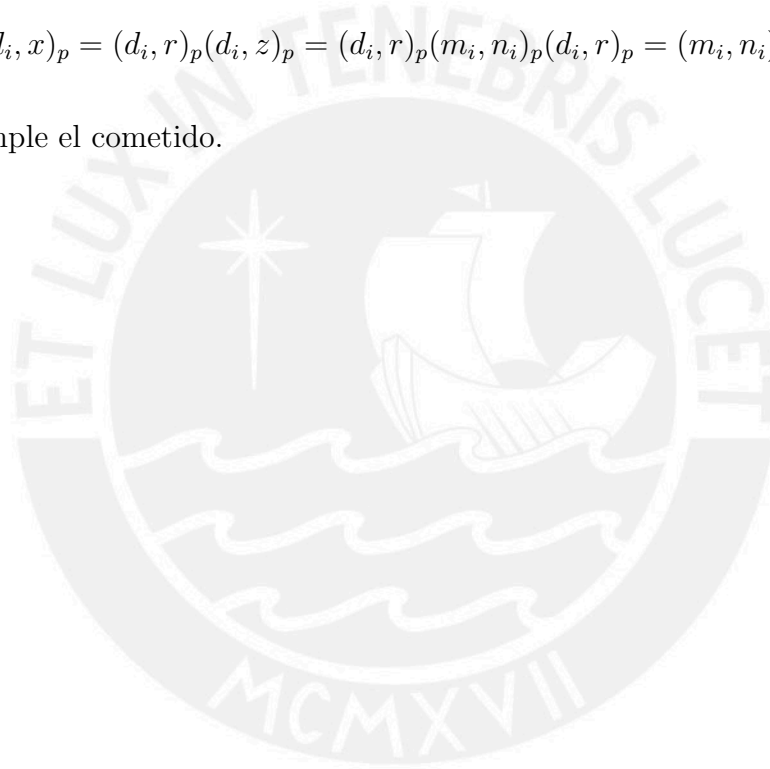 d_i, x)_p = (d_i, r)_p(d_i, z)_p = (d_i, r)_p(m_i, n_i)_p(d_i, r)_p = (m_i, n_i)
mple el cometido.
ET LUX IN TENEBRIS LUCET
MCMXVII